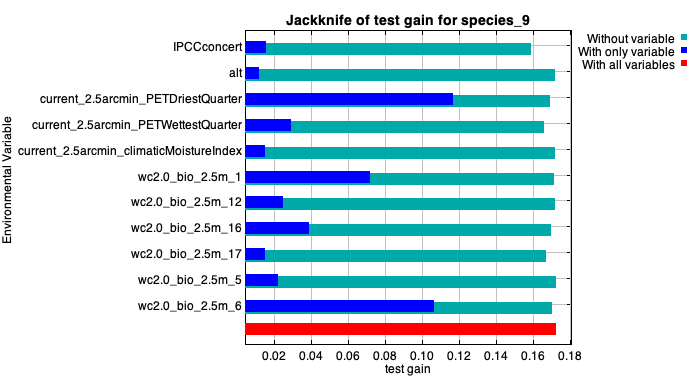 Jackknife of test gain for species_9
Without variable
With only variable
With all variables
Environmental Variable
IPCCconcert
alt
current_2.5arcmin_PETDriestQuarter
current_2.5arcmin_PETWettestQuarter
current_2.5arcmin_climaticMoistureIndex
wc2.0_bio_2.5m_1
wc2.0_bio_2.5m_12
wc2.0_bio_2.5m_16
wc2.0_bio_2.5m_17
wc2.0_bio_2.5m_5
wc2.0_bio_2.5m_6
0.02 0.04 0.06 0.08 0.10 0.12 0.14 0.16 0.18
test gain